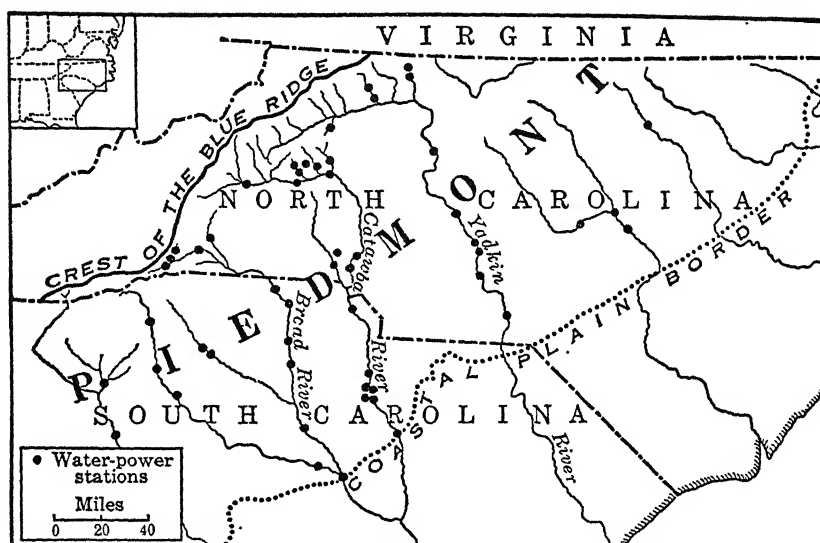 VIRGINIA
CREST OF THE BLUE RIDGE
PIEDMONT
NORTH CAROLINA
Catawba
River
Yadkin
River
Broad
River
COASTAL PLAIN BORDER
SOUTH CAROLINA
Water-power
stations
Miles
0 20 40